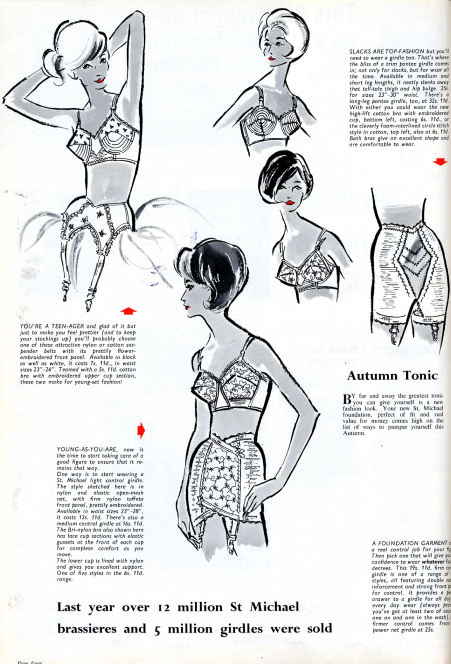 SLACKS ARE TOP-FASHION but you'll
need to wear a girdle too. That's where
the bliss of a trim pantee girdle comes
in; not only for slacks, but for wear all
the time. Available in medium and
short leg lengths, it neatly sleeks away
that tell-tale thigh and hip bulge. 25s.
for sizes 23"-30" waist. There's a
long-leg pantee girdle, too, at 32s. 11d.
With either you could wear the new
high-lift cotton bra with embroidered
cup, bottom left, costing 6s. 11d., or
the cleverly foam-interlined circle stitch
style in cotton, top left, also at 6s. 11d.
Both bras give an excellent shape and
are comfortable to wear.
YOU'RE A TEEN-AGER and glad of it but
just to make you feel prettier (and to keep
your stockings up) you'll probably choose
one of these attractive nylon or cotton sus-
pender belts with its prettily flower-
embroidered front panel. Available in black
as well as white, it costs 7s. 11d., in waist
sizes 23"-26". Teamed with a 5s. 11d. cotton
bra with embroidered upper cup section,
these two make for young-set fashion!
Autumn Tonic
BY far and away the greatest tonic
you can give yourself is a new
fashion look. Your new St. Michael
foundation, perfect of fit and real
value for money comes high on the
list of ways to pamper yourself this
Autumn.
YOUNG-AS-YOU-ARE, now is
the time to start taking care of a
good figure to ensure that it re-
mains that way.
One way is to start wearing a
St. Michael light control girdle.
The style sketched here is in
nylon and elastic open-mesh
net, with firm nylon taffeta
front panel, prettily embroidered.
Available in waist sizes 23"-28",
it costs 12s. 11d. There's also a
medium control girdle at 16s. 11d.
The Bri-nylon bra also shown here
has lace cup sections with elastic
gussets at the front of each cup
for complete comfort as you
move.
The lower cup is lined with nylon
and gives you excellent support.
One of five styles in the 6s. 11d.
range.
A FOUNDATION GARMENT
a real control job for your
Then pick one that will give you
confidence to wear whatever
decrees. This 19s. 11d. firm
girdle is one of a range of
styles, all featuring double
inforcement and strong front
for control. It provides a
answer to a girdle for all day
every day wear (always
you've got at least two of
one on and one in the wash).
firmer control comes from
power net girdle at 25s.
Last year over 12 million St Michael
brassieres and 5 million girdles were sold
Page Four